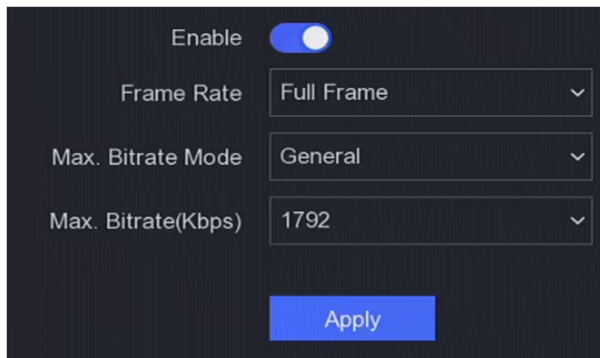 Enable
Frame Rate Full Frame
Max. Bitrate Mode General
Max. Bitrate(Kbps) 1792
Apply